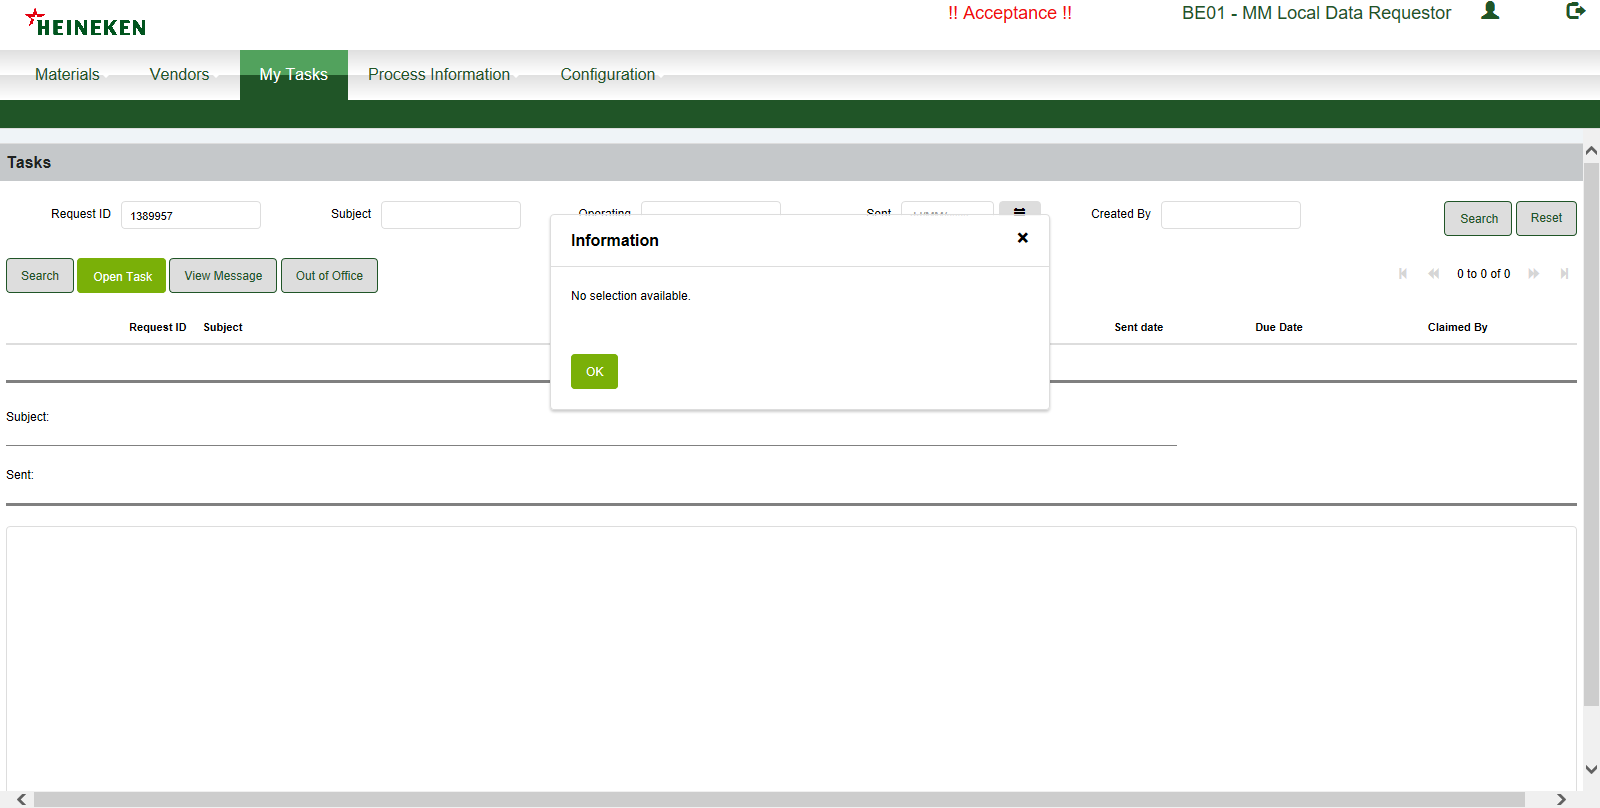 HEINEKEN
!! Acceptance !!
BE01 - MM Local Data Requestor
Materials
Vendors
My Tasks
Process Information
Configuration
Tasks
Request ID
1389957
Subject
Operating
Sent
Created By
Search
Reset
Search
Open Task
View Message
Out of Office
0 to 0 of 0
Information
No selection available.
OK
Request ID
Subject
Sent date
Due Date
Claimed By
Subject:
Sent: